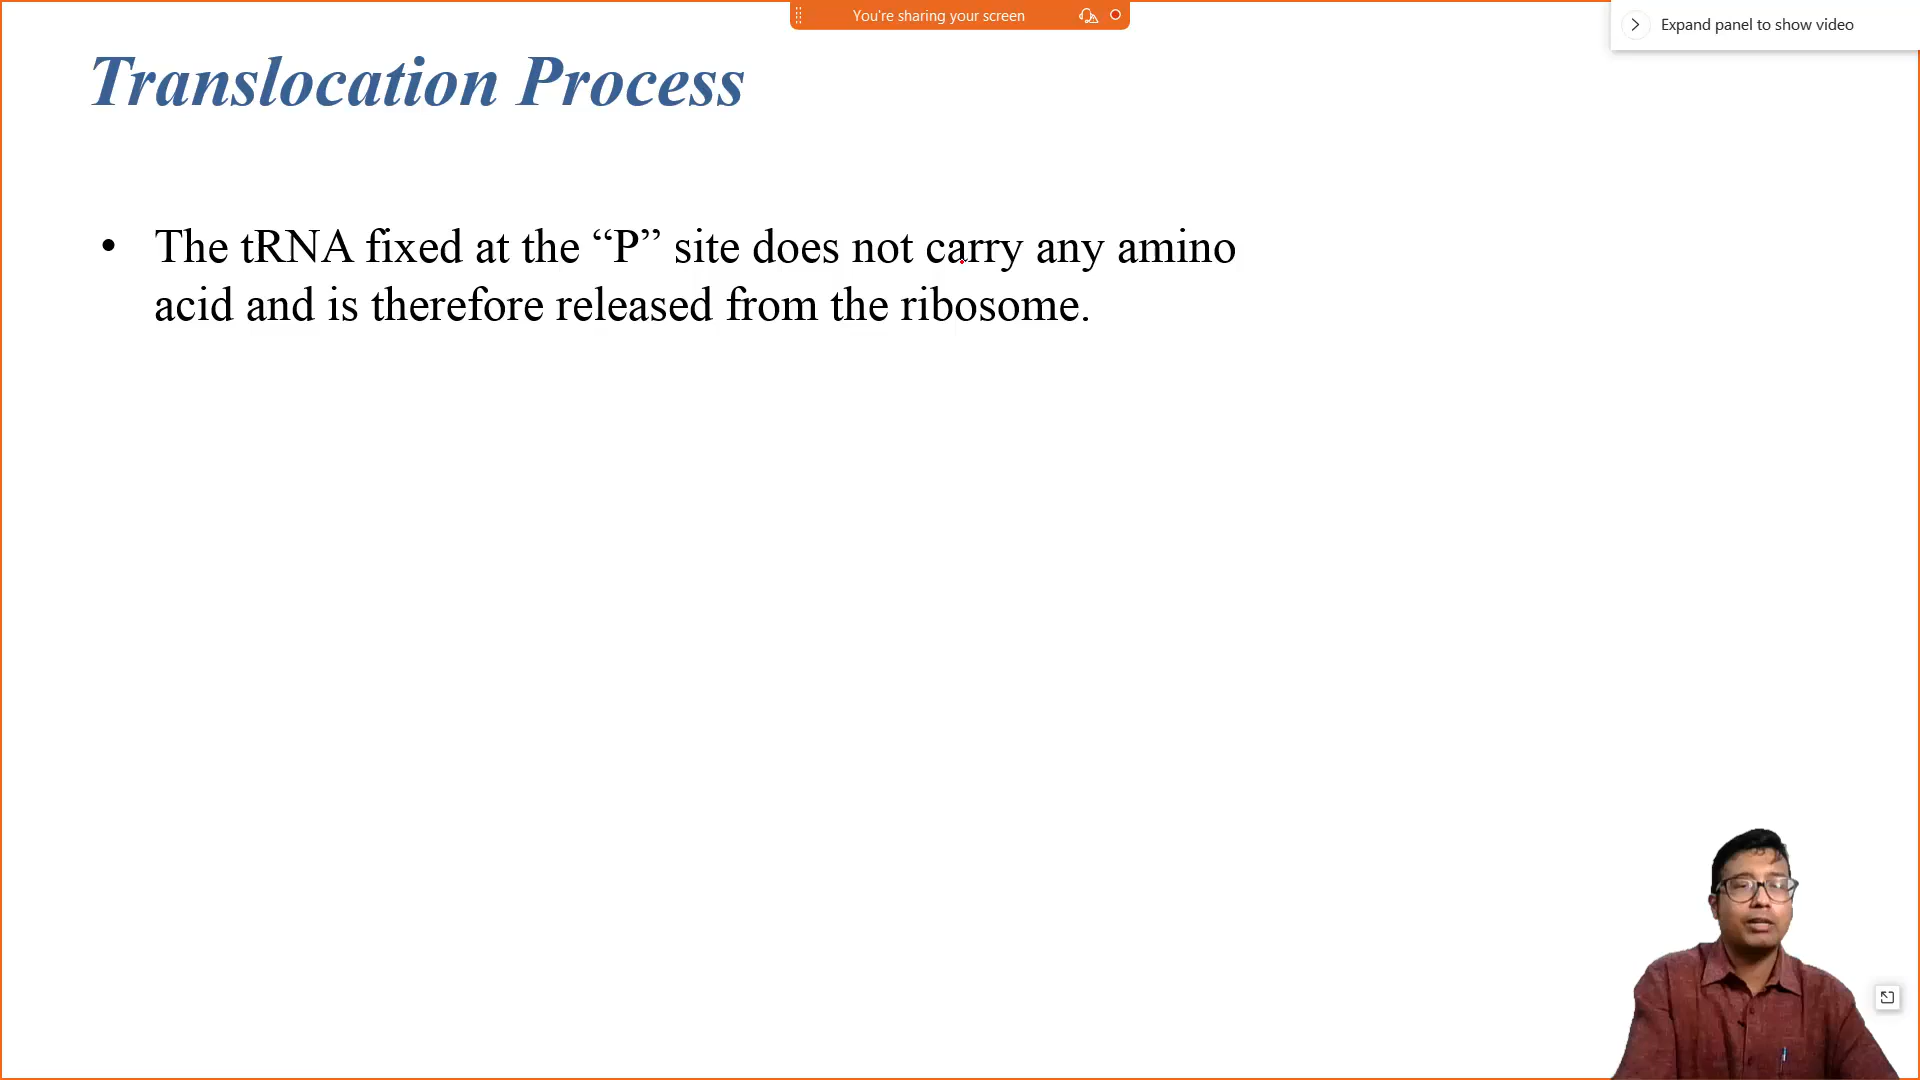 You're sharing your screen
Expand panel to show video
Translocation Process
• The tRNA fixed at the “P” site does not carry any amino
acid and is therefore released from the ribosome.